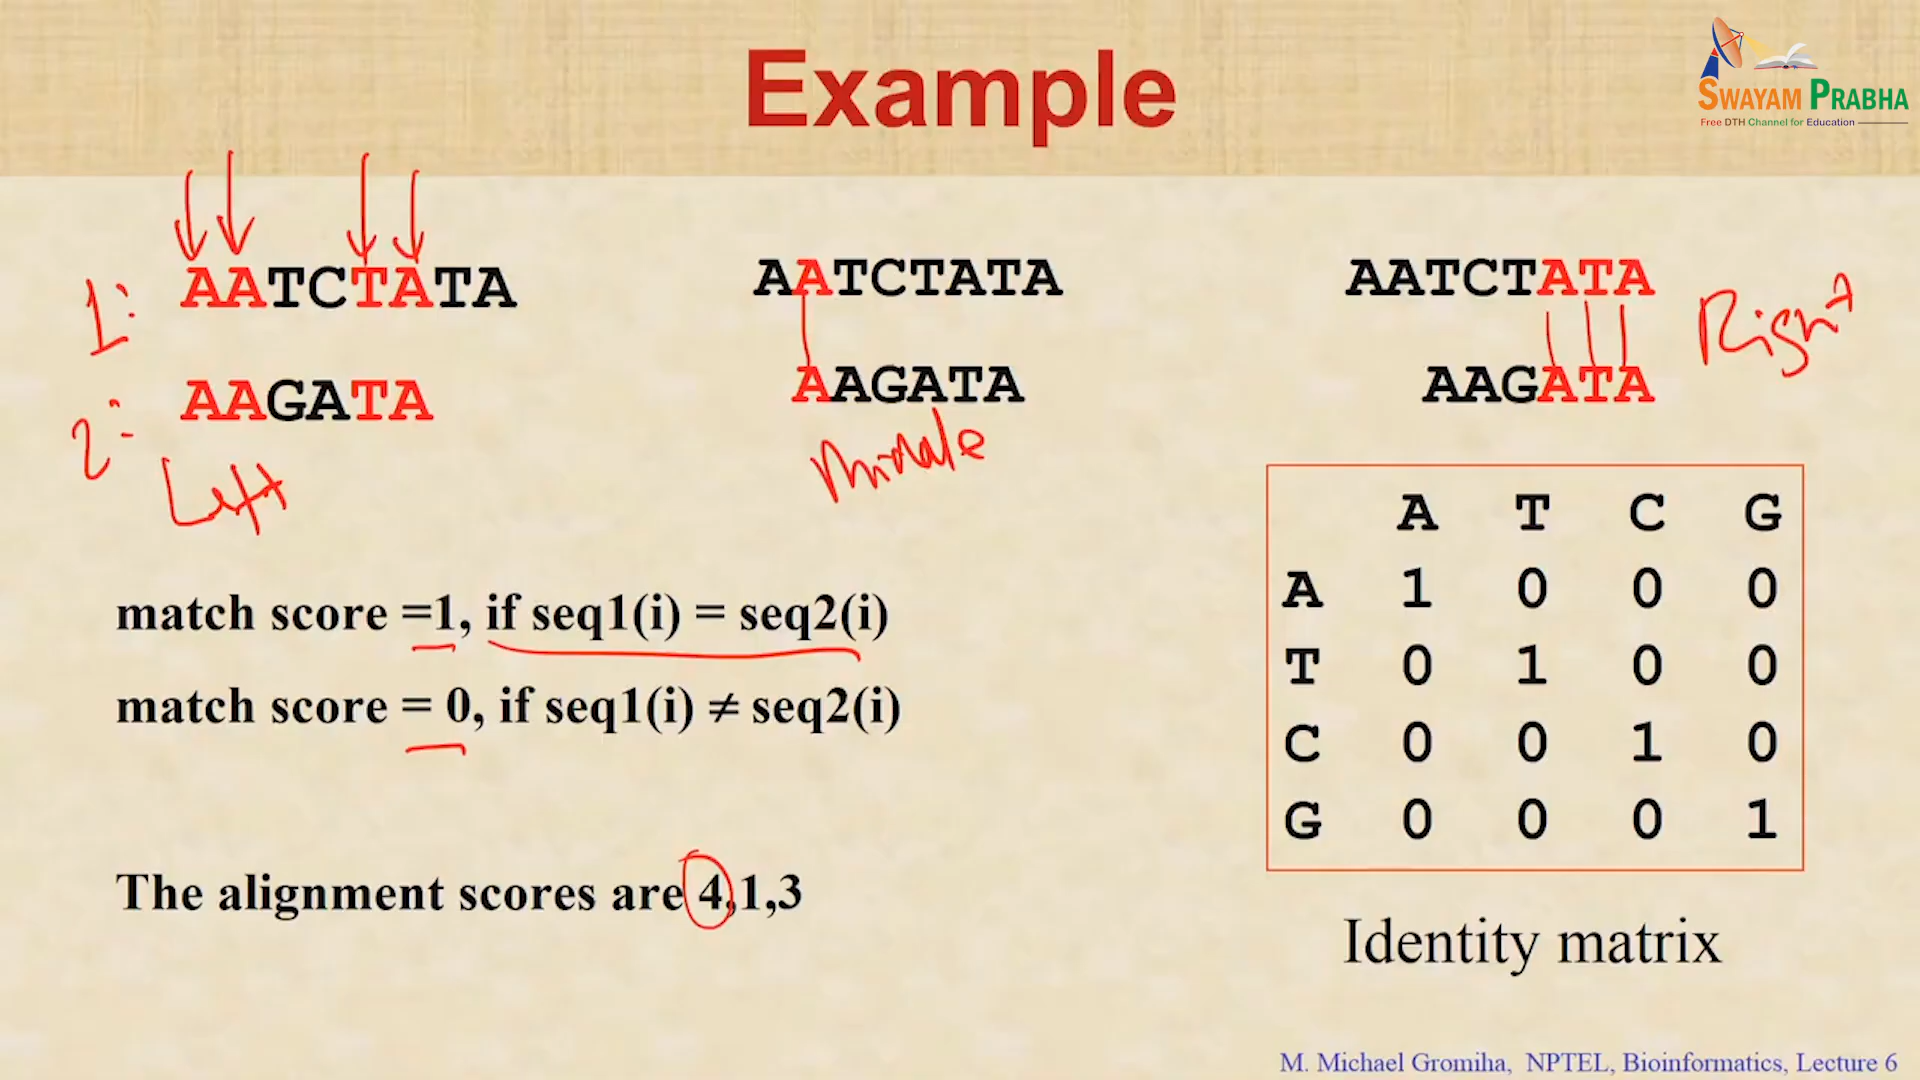 Example
SWAYAM PRABHA
Free DTH Channel for Education
1: AATCTATA
2: AAGATA
Left
AATCTATA
AAGATA
Middle
AATCTATA
AAGATA
Right
match score =1, if seq1(i) = seq2(i)
match score = 0, if seq1(i) ≠ seq2(i)
The alignment scores are 4,1,3
A T C G
A 1 0 0 0
T 0 1 0 0
C 0 0 1 0
G 0 0 0 1
Identity matrix
M. Michael Gromiha, NPTEL, Bioinformatics, Lecture 6